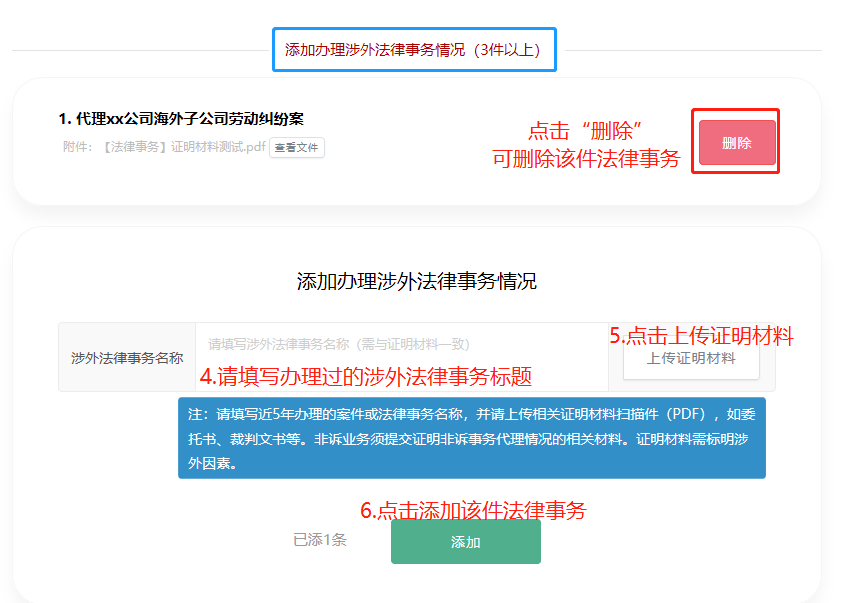 添加办理涉外法律事务情况（3件以上）
1. 代理xx公司海外子公司劳动纠纷案
附件：【法律事务】证明材料测试.pdf 查看文件
点击“删除”
可删除该件法律事务
删除
添加办理涉外法律事务情况
5.点击上传证明材料
涉外法律事务名称
请填写涉外法律事务名称（需与证明材料一致）
上传证明材料
4.请填写办理过的涉外法律事务标题
注：请填写近5年办理的案件或法律事务名称，并请上传相关证明材料扫描件（PDF），如委
托书、裁判文书等。非诉业务须提交证明非诉事务代理情况的相关材料。证明材料需标明涉
外因素。
6.点击添加该件法律事务
已添1条
添加